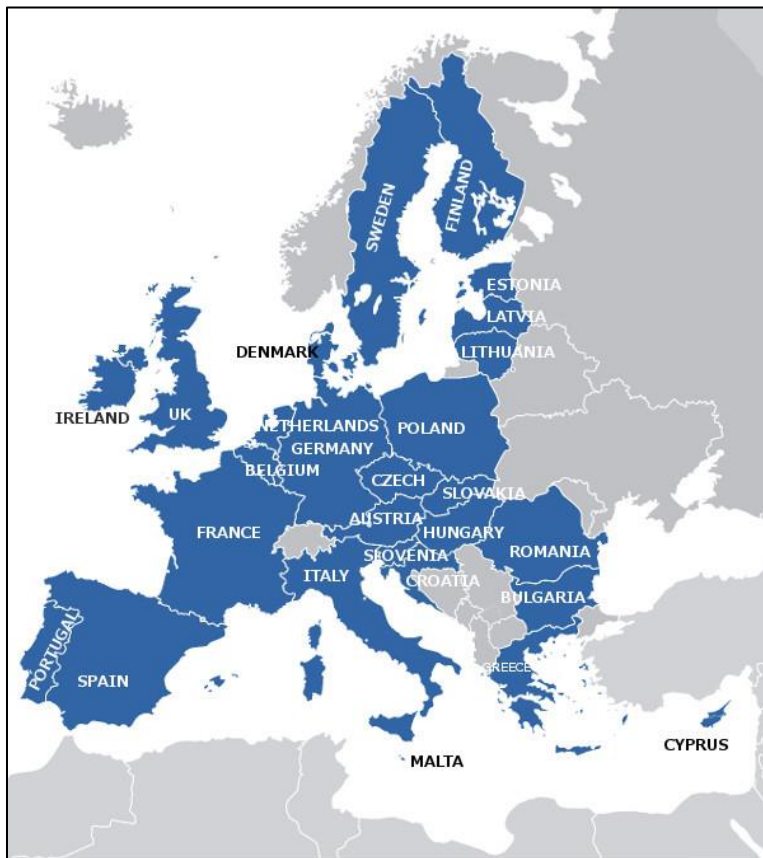 SWEDEN
FINLAND
ESTONIA
LATVIA
LITHUANIA
DENMARK
IRELAND
UK
NETHERLANDS
GERMANY
POLAND
BELGIUM
CZECH
SLOVAKIA
AUSTRIA
FRANCE
HUNGARY
ROMANIA
SLOVENIA
ITALY
CROATIA
BULGARIA
PORTUGAL
SPAIN
GREECE
CYPRUS
MALTA